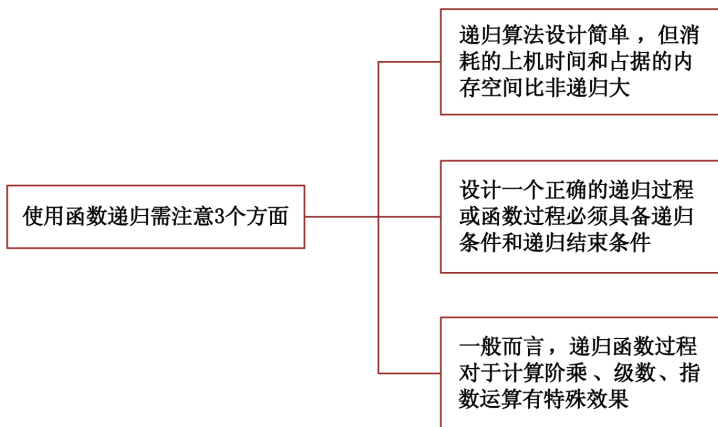 递归算法设计简单，但消
耗的上机时间和占据的内
存空间比非递归大
使用函数递归需注意3个方面
设计一个正确的递归过程
或函数过程必须具备递归
条件和递归结束条件
一般而言，递归函数过程
对于计算阶乘、级数、指
数运算有特殊效果